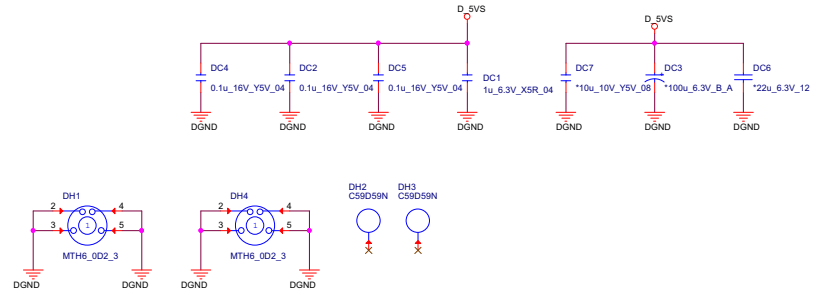 D_5VS
D_5VS
DC4
DC2
DC5
DC1
DC7
DC3
DC6
0.1u_16V_Y5V_04
0.1u_16V_Y5V_04
0.1u_16V_Y5V_04
1u_6.3V_X5R_04
*10u_10V_Y5V_08
*100u_6.3V_B_A
*22u_6.3V_12
DGND
DGND
DGND
DGND
DGND
DGND
DGND
DH1
DH4
DH2
DH3
C59D59N
C59D59N
2
4
3
1
5
2
4
3
1
5
MTH6_0D2_3
MTH6_0D2_3
DGND
DGND
DGND
DGND